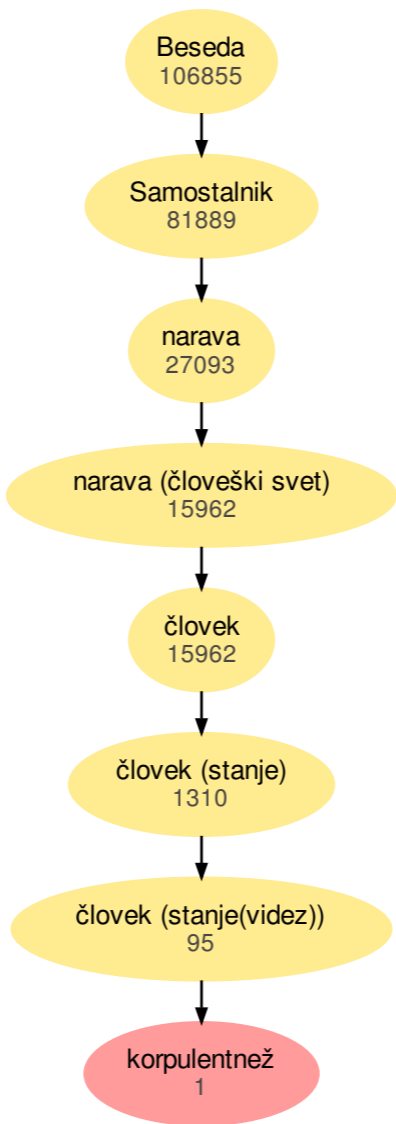 Beseda
106855
Samostalnik
81889
narava
27093
narava (človeški svet)
15962
človek
15962
človek (stanje)
1310
človek (stanje(videz))
95
korpulentnež
1